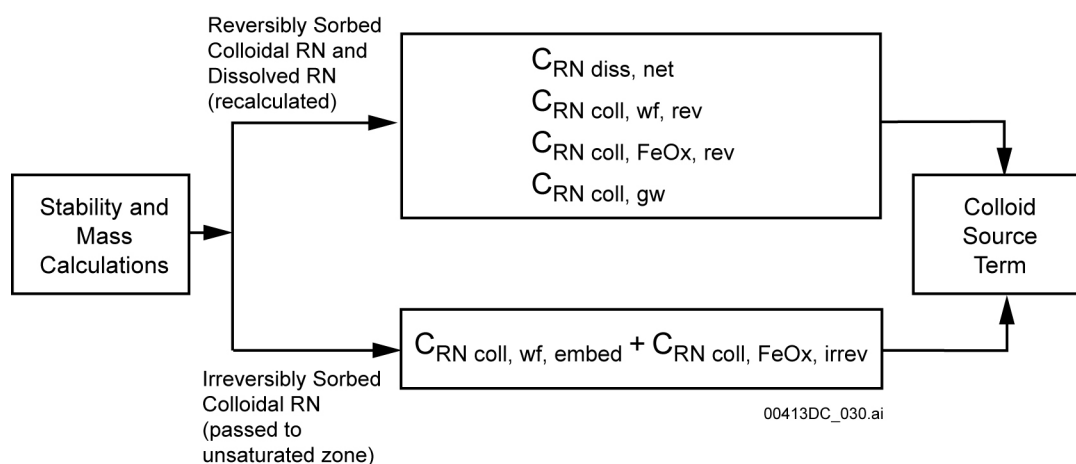 Reversibly Sorbed
Colloidal RN and
Dissolved RN
(recalculated)
C RN diss, net
C RN coll, wf, rev
C RN coll, FeOx, rev
C RN coll, gw
Stability and
Mass
Calculations
Colloid
Source
Term
C RN coll, wf, embed + C RN coll, FeOx, irrev
Irreversibly Sorbed
Colloidal RN
(passed to
unsaturated zone)
00413DC_030.ai